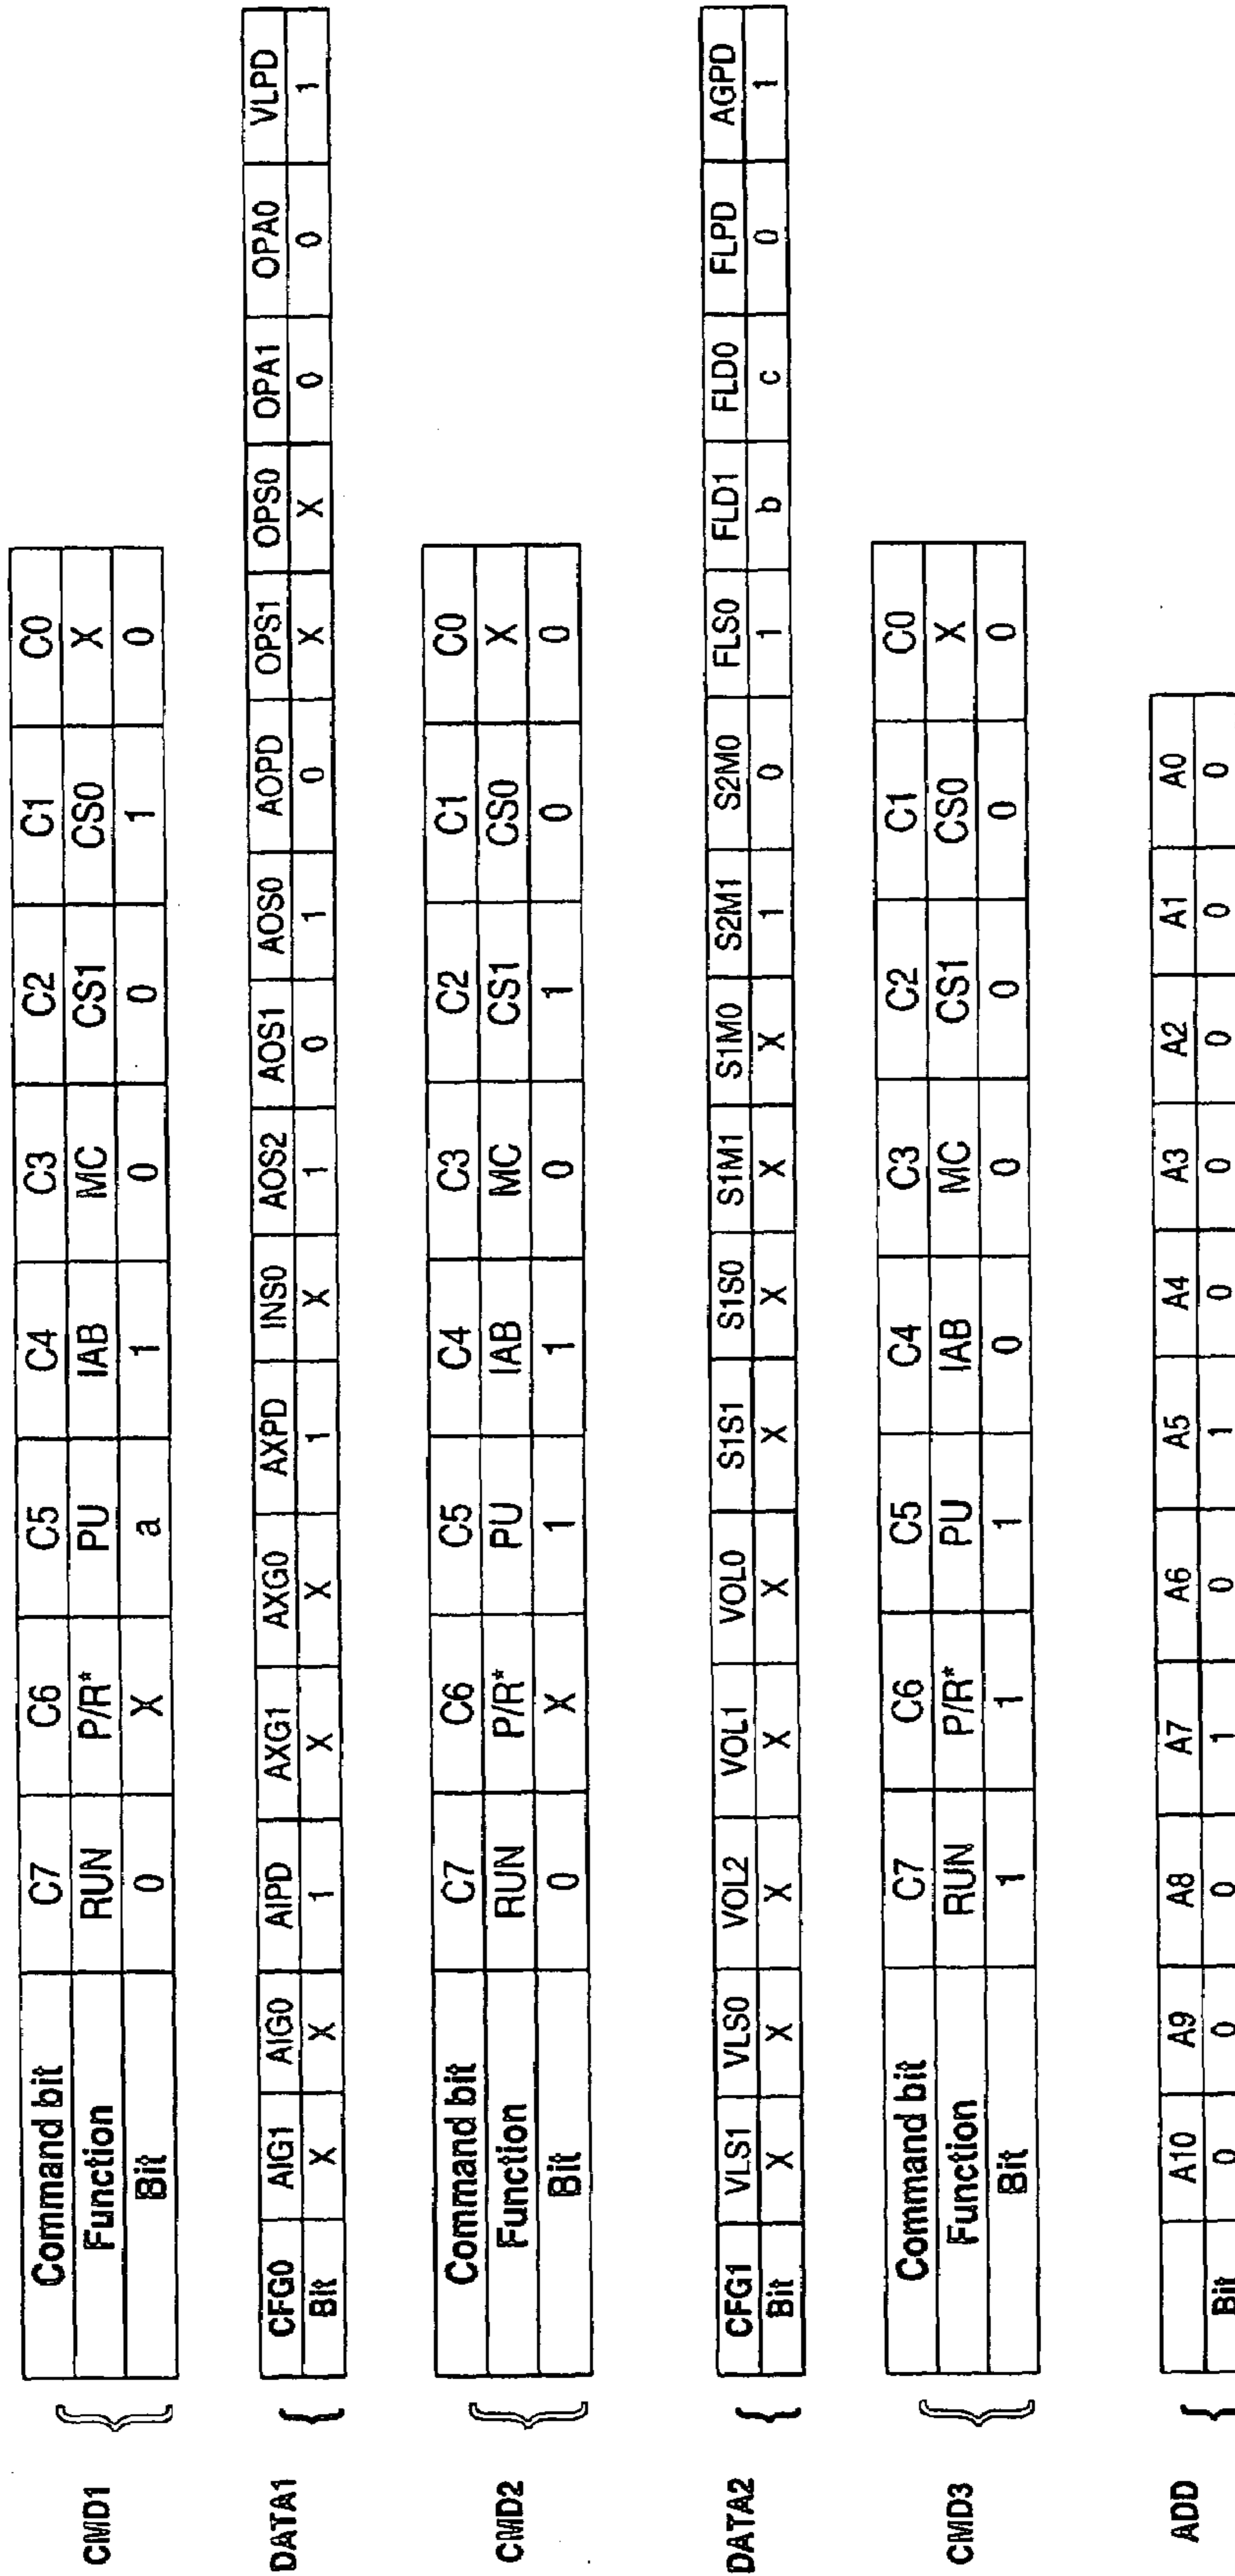 CMD1
Command bit C7 C6 C5 C4 C3 C2 C1 C0
Function RUN P/R* PU IAB MC CS1 CS0 X
Bit 0 X a 1 0 0 1 0
DATA1
CFG0 AIG1 AIG0 AIPD AXG1 AXG0 AXPD INS0 AOS2 AOS1 AOS0 AOPD OPS1 OPS0 OPA1 OPA0 VLPD
Bit X X 1 X X 1 X 1 0 1 0 X X 0 0 1
CMD2
Command bit C7 C6 C5 C4 C3 C2 C1 C0
Function RUN P/R* PU IAB MC CS1 CS0 X
Bit 0 X 1 1 0 1 0 0
DATA2
CFG1 VLS1 VLS0 VOL2 VOL1 VOL0 S1S1 S1S0 S1M1 S1M0 S2M1 S2M0 FLS0 FLD1 FLD0 FLPD AGPD
Bit X X X X X X X X X 1 0 1 b c 0 1
CMD3
Command bit C7 C6 C5 C4 C3 C2 C1 C0
Function RUN P/R* PU IAB MC CS1 CS0 X
Bit 1 1 1 0 0 0 0 0
ADD
A10 A9 A8 A7 A6 A5 A4 A3 A2 A1 A0
Bit 0 0 0 1 0 1 0 0 0 0 0